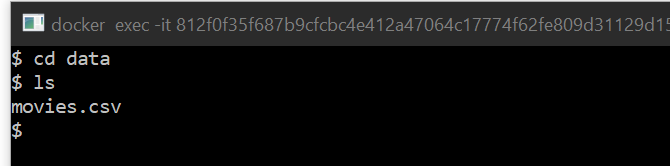 docker exec -it 812f0f35f687b9cfcbc4e412a47064c17774f62fe809d31129d15
$ cd data
$ ls
movies.csv
$